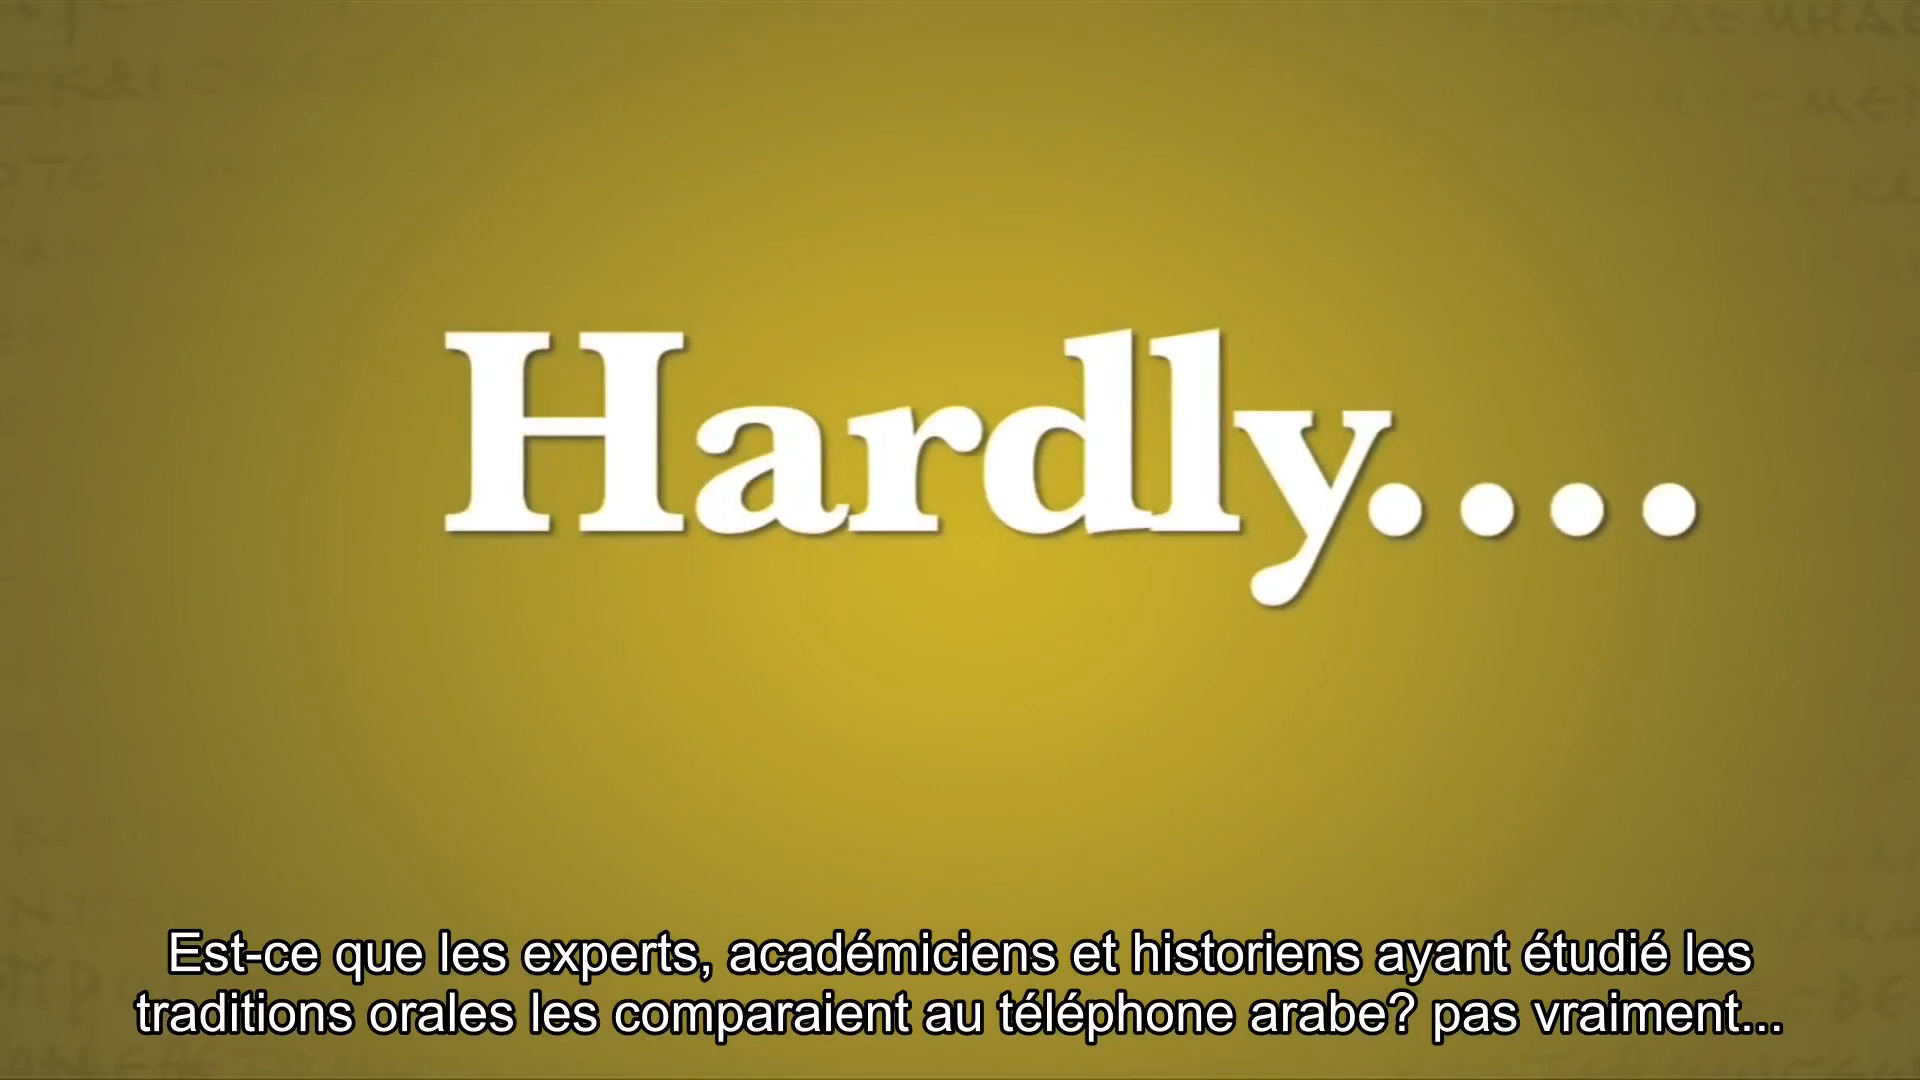 Hardly....
Est-ce que les experts, académiciens et historiens ayant étudié les
traditions orales les comparaient au téléphone arabe? pas vraiment...